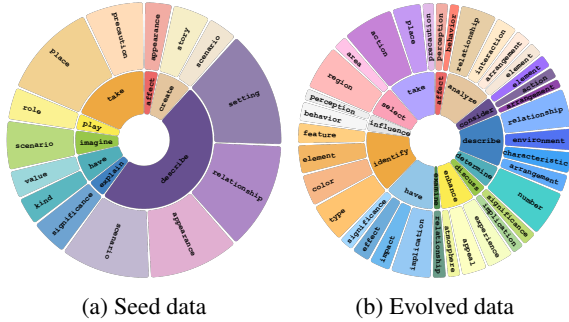 affect
appearance
create
story
scenario
describe
setting
relationship
appearance
scenario
explain
significance
have
kind
value
imagine
scenario
play
role
take
place
precaution
(a) Seed data
affect
behavior
analyze
relationship
interaction
arrangement
element
consider
element
action
arrangement
describe
relationship
environment
characteristic
arrangement
determine
number
discuss
significance
implication
enhance
experience
appeal
atmosphere
relationship
have
implication
impact
effect
significance
identify
type
color
element
feature
influence
behavior
perception
select
region
area
take
action
place
precaution
perception
(b) Evolved data